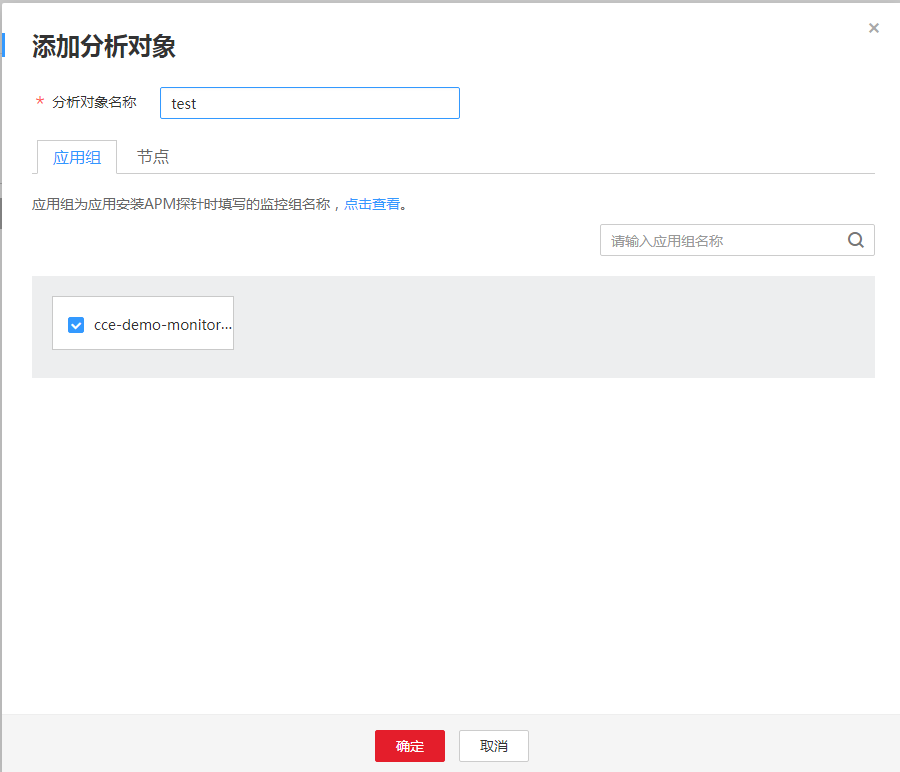 添加分析对象
* 分析对象名称 test
应用组 节点
应用组为应用安装APM探针时填写的监控组名称，点击查看。
请输入应用组名称
cce-demo-monitor...
确定 取消